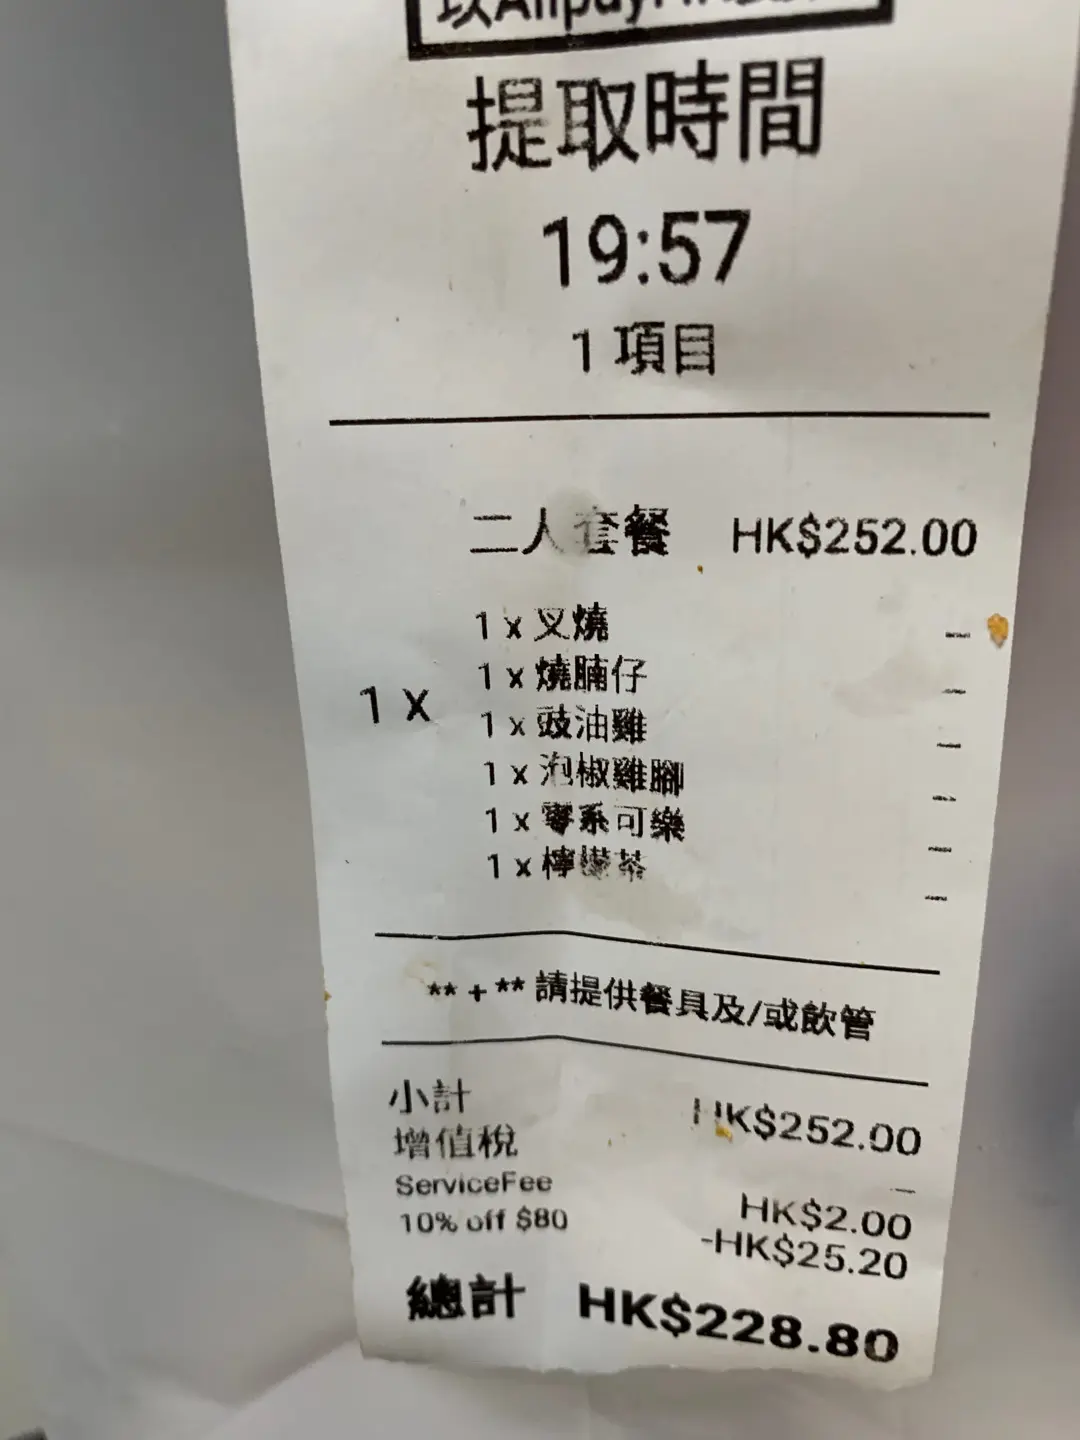 提取時間
19:57
1 項目
二人套餐 HK$252.00
1 x
1 x 叉燒
1 x 燒腩仔
1 x 豉油雞
1 x 泡椒雞腳
1 x 零系可樂
1 x 檸檬茶
** + ** 請提供餐具及/或飲管
小計 HK$252.00
增值稅 –
ServiceFee HK$2.00
10% off $80 -HK$25.20
總計 HK$228.80